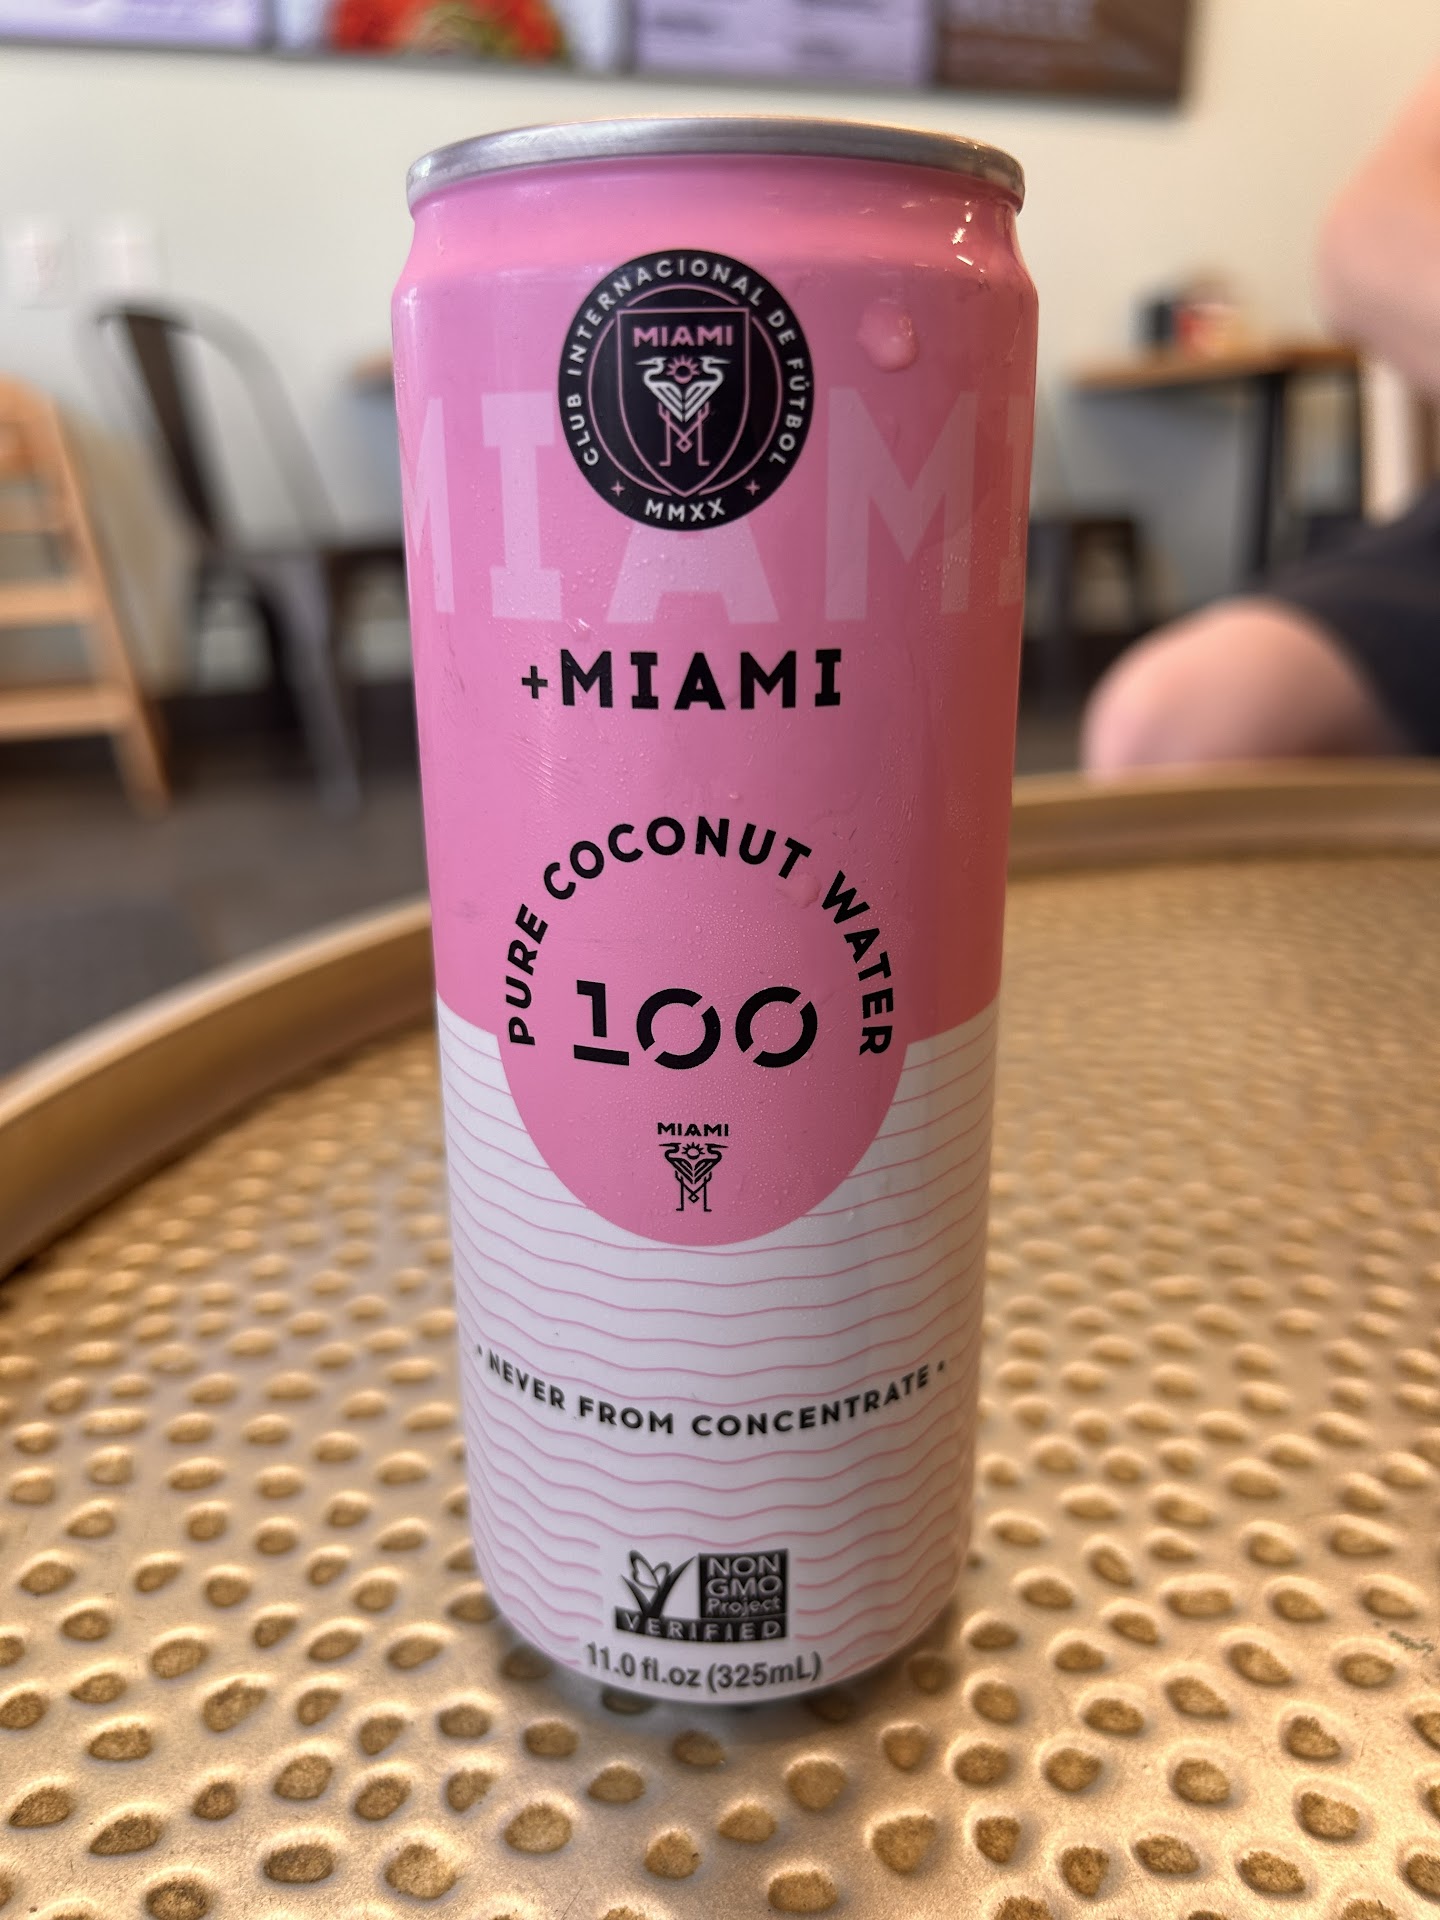 CLUB INTERNACIONAL DE FÚTBOL
MIAMI
MMXX
MIAMI
+MIAMI
PURE COCONUT WATER
100
MIAMI
• NEVER FROM CONCENTRATE •
NON
GMO
Project
VERIFIED
11.0 fl.oz (325mL)